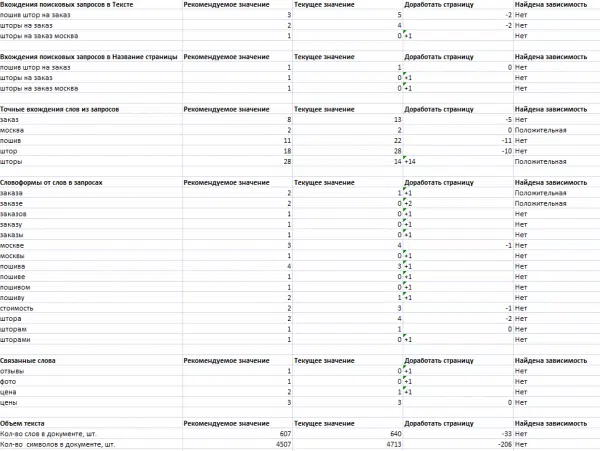 Вхождения поисковых запросов в Тексте Рекомендуемое значение Текущее значение Доработать страницу Найдена зависимость
пошив штор на заказ 3 5 -2 Нет
шторы на заказ 2 4 -2 Нет
шторы на заказ москва 1 0 +1 Нет
Вхождения поисковых запросов в Название страницы Рекомендуемое значение Текущее значение Доработать страницу Найдена зависимость
пошив штор на заказ 1 1 0 Нет
шторы на заказ 1 0 +1 Нет
шторы на заказ москва 1 0 +1 Нет
Точные вхождения слов из запросов Рекомендуемое значение Текущее значение Доработать страницу Найдена зависимость
заказ 8 13 -5 Нет
москва 2 2 0 Положительная
пошив 11 22 -11 Нет
штор 18 28 -10 Нет
шторы 28 14 +14 Положительная
Словоформы от слов в запросах Рекомендуемое значение Текущее значение Доработать страницу Найдена зависимость
заказа 2 1 +1 Положительная
заказе 2 0 +2 Положительная
заказов 1 0 +1 Нет
заказу 1 0 +1 Нет
заказы 1 0 +1 Нет
москве 3 4 -1 Нет
москвы 1 0 +1 Нет
пошива 4 3 +1 Нет
пошиве 1 0 +1 Нет
пошивом 1 0 +1 Нет
пошиву 2 1 +1 Нет
стоимость 2 3 -1 Нет
штора 2 4 -2 Нет
шторам 1 1 0 Нет
шторами 1 0 +1 Нет
Связанные слова Рекомендуемое значение Текущее значение Доработать страницу Найдена зависимость
отзывы 1 0 +1 Нет
фото 1 0 +1 Нет
цена 2 1 +1 Нет
цены 3 3 0 Нет
Объем текста Рекомендуемое значение Текущее значение Доработать страницу Найдена зависимость
Кол-во слов в документе, шт. 607 640 -33 Нет
Кол-во символов в документе, шт. 4507 4713 -206 Нет